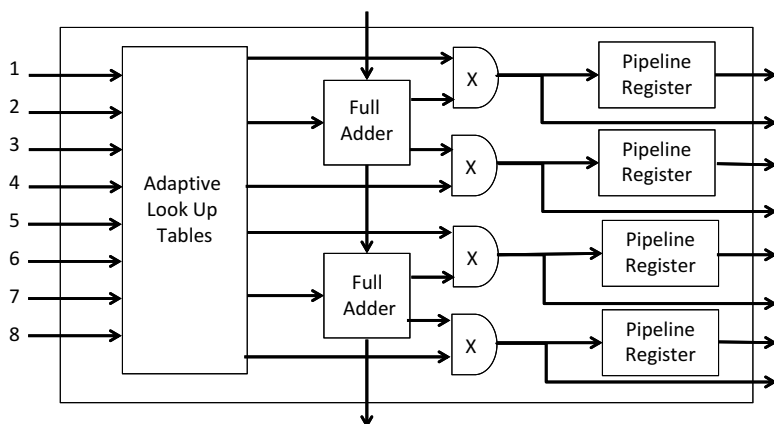 1
2
3
4
5
6
7
8
Adaptive
Look Up
Tables
Full
Adder
Full
Adder
X
X
X
X
Pipeline
Register
Pipeline
Register
Pipeline
Register
Pipeline
Register